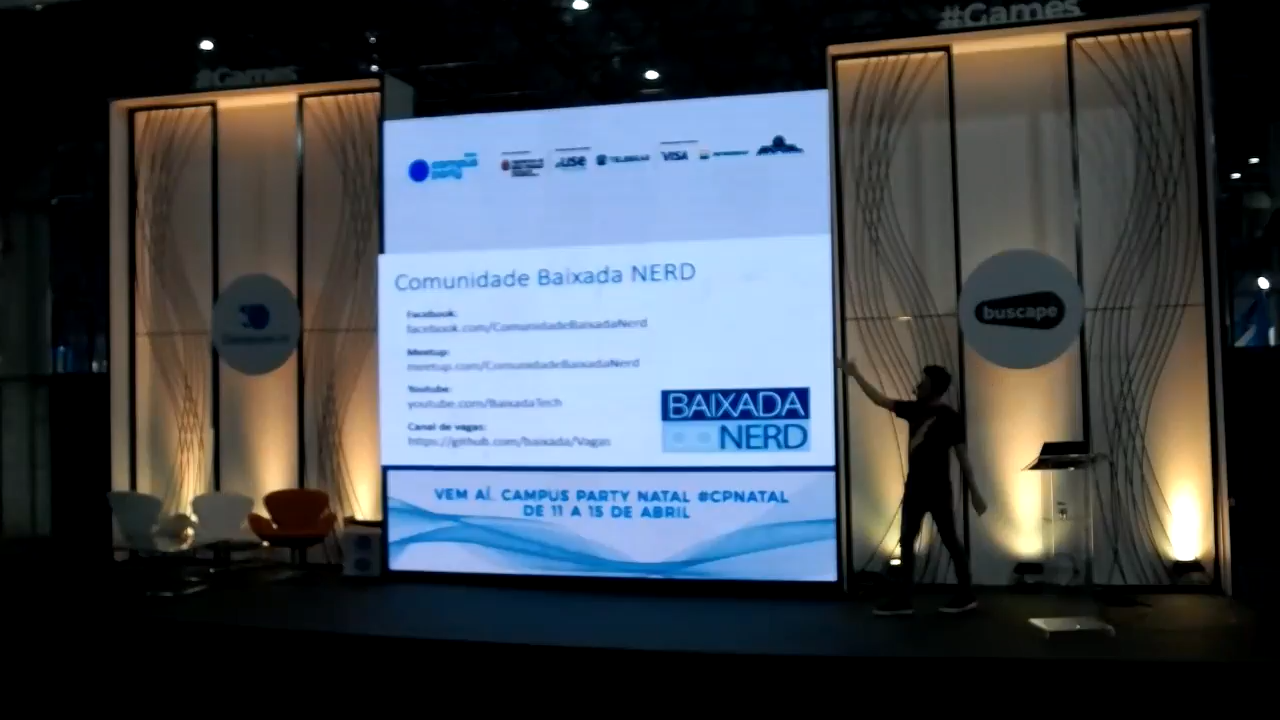 #Games
#Games
campus
party
.USE
TELEBRAS
VISA
Comunidade Baixada NERD
Facebook:
facebook.com/ComunidadeBaixadaNerd
Meetup:
meetup.com/ComunidadeBaixadaNerd
Youtube:
youtube.com/BaixadaTech
Canal de vagas:
https://github.com/baixada/Vagas
BAIXADA
NERD
VEM AÍ. CAMPUS PARTY NATAL #CPNATAL
DE 11 A 15 DE ABRIL
buscape